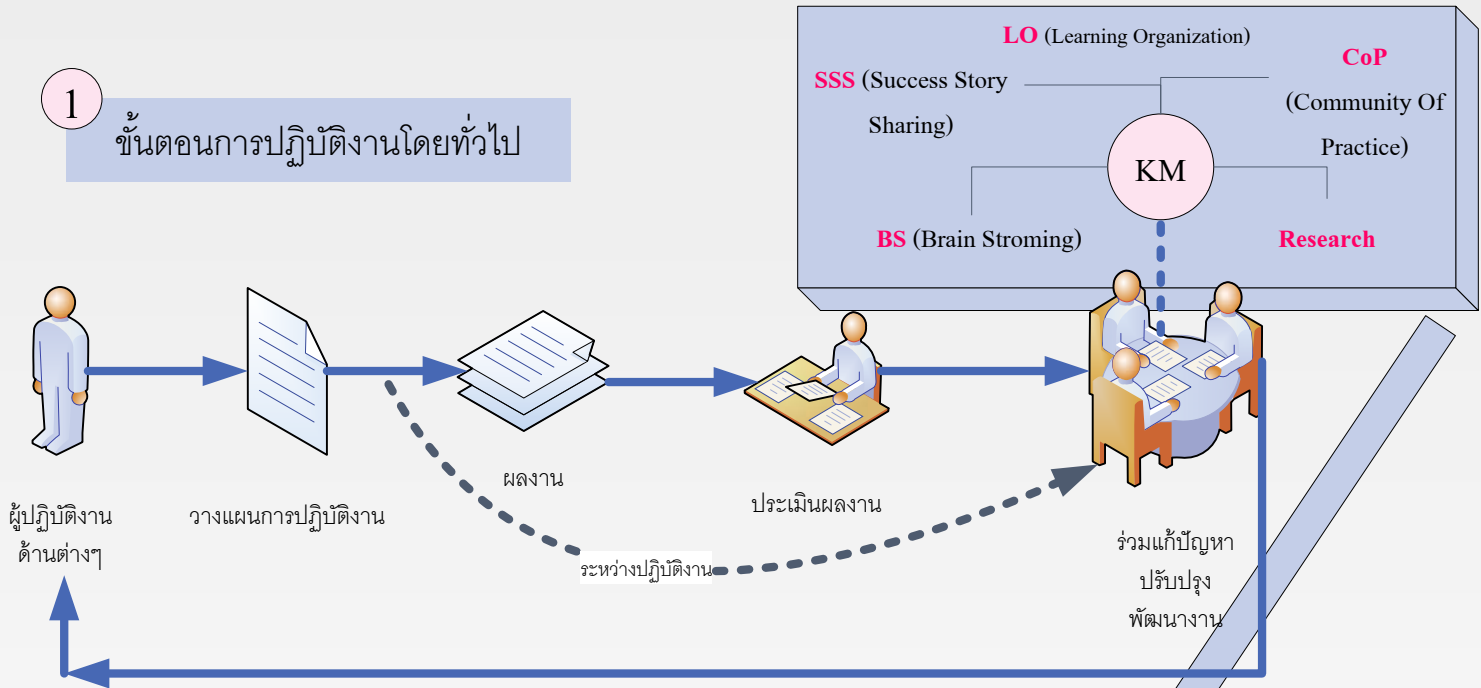 1
ขั้นตอนการปฏิบัติงานโดยทั่วไป
LO (Learning Organization)
SSS (Success Story
Sharing)
CoP
(Community Of
Practice)
KM
BS (Brain Stroming)
Research
ผู้ปฏิบัติงาน
ด้านต่างๆ
วางแผนการปฏิบัติงาน
ผลงาน
ประเมินผลงาน
ระหว่างปฏิบัติงาน
ร่วมแก้ปัญหา
ปรับปรุง
พัฒนางาน